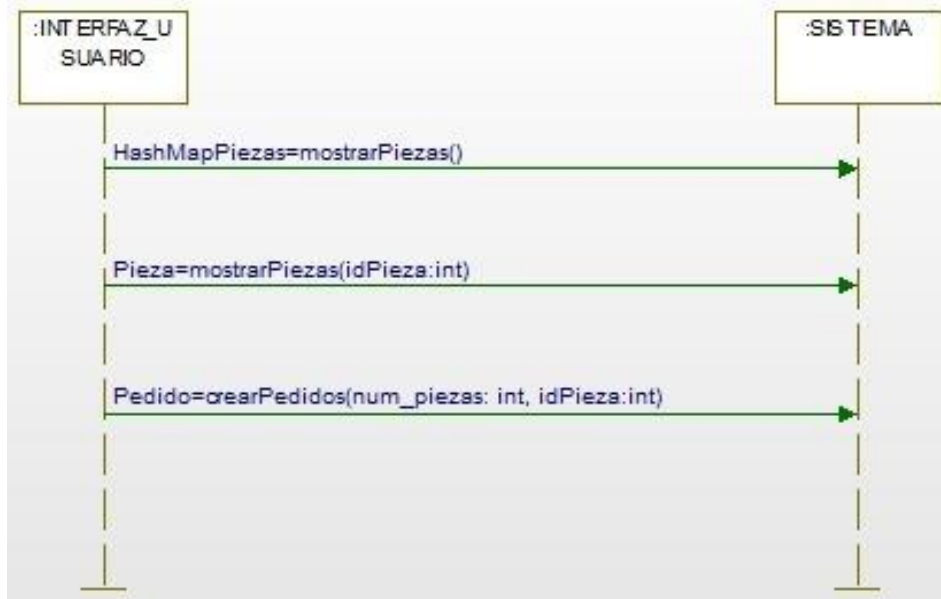 :INTERFAZ_U
SUARIO
:SISTEMA
HashMapPiezas=mostrarPiezas()
Pieza=mostrarPiezas(idPieza:int)
Pedido=crearPedidos(num_piezas: int, idPieza:int)